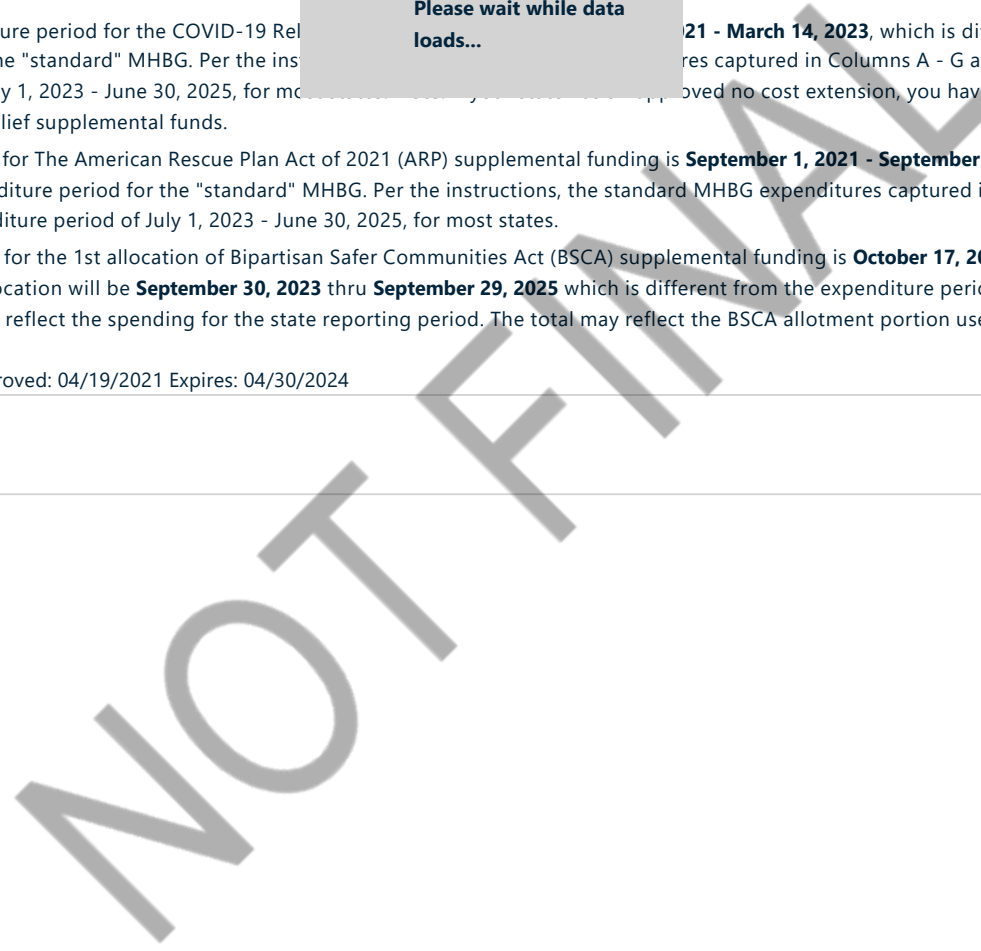 Please wait while data
loads...
ure period for the COVID-19 Rel 21 - March 14, 2023, which is di
he "standard" MHBG. Per the ins res captured in Columns A - G a
y 1, 2023 - June 30, 2025, for mo oved no cost extension, you hav
lief supplemental funds.
for The American Rescue Plan Act of 2021 (ARP) supplemental funding is September 1, 2021 - September
diture period for the "standard" MHBG. Per the instructions, the standard MHBG expenditures captured i
diture period of July 1, 2023 - June 30, 2025, for most states.
for the 1st allocation of Bipartisan Safer Communities Act (BSCA) supplemental funding is October 17, 20
ocation will be September 30, 2023 thru September 29, 2025 which is different from the expenditure perio
reflect the spending for the state reporting period. The total may reflect the BSCA allotment portion use
roved: 04/19/2021 Expires: 04/30/2024
NOT FINAL